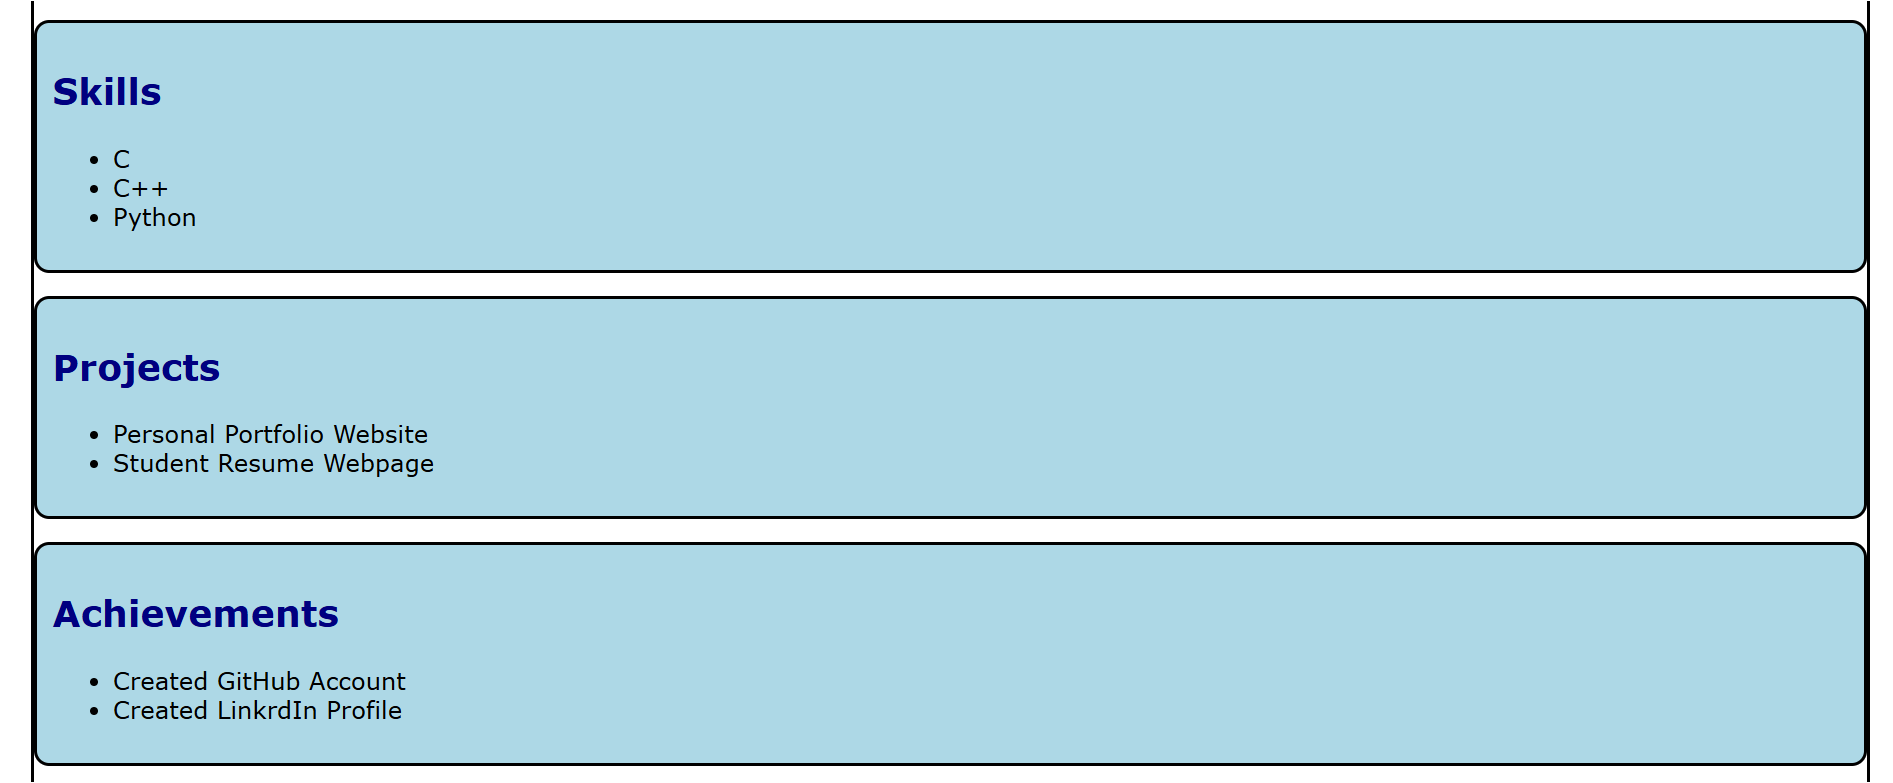 Skills
C
C++
Python
Projects
Personal Portfolio Website
Student Resume Webpage
Achievements
Created GitHub Account
Created LinkrdIn Profile